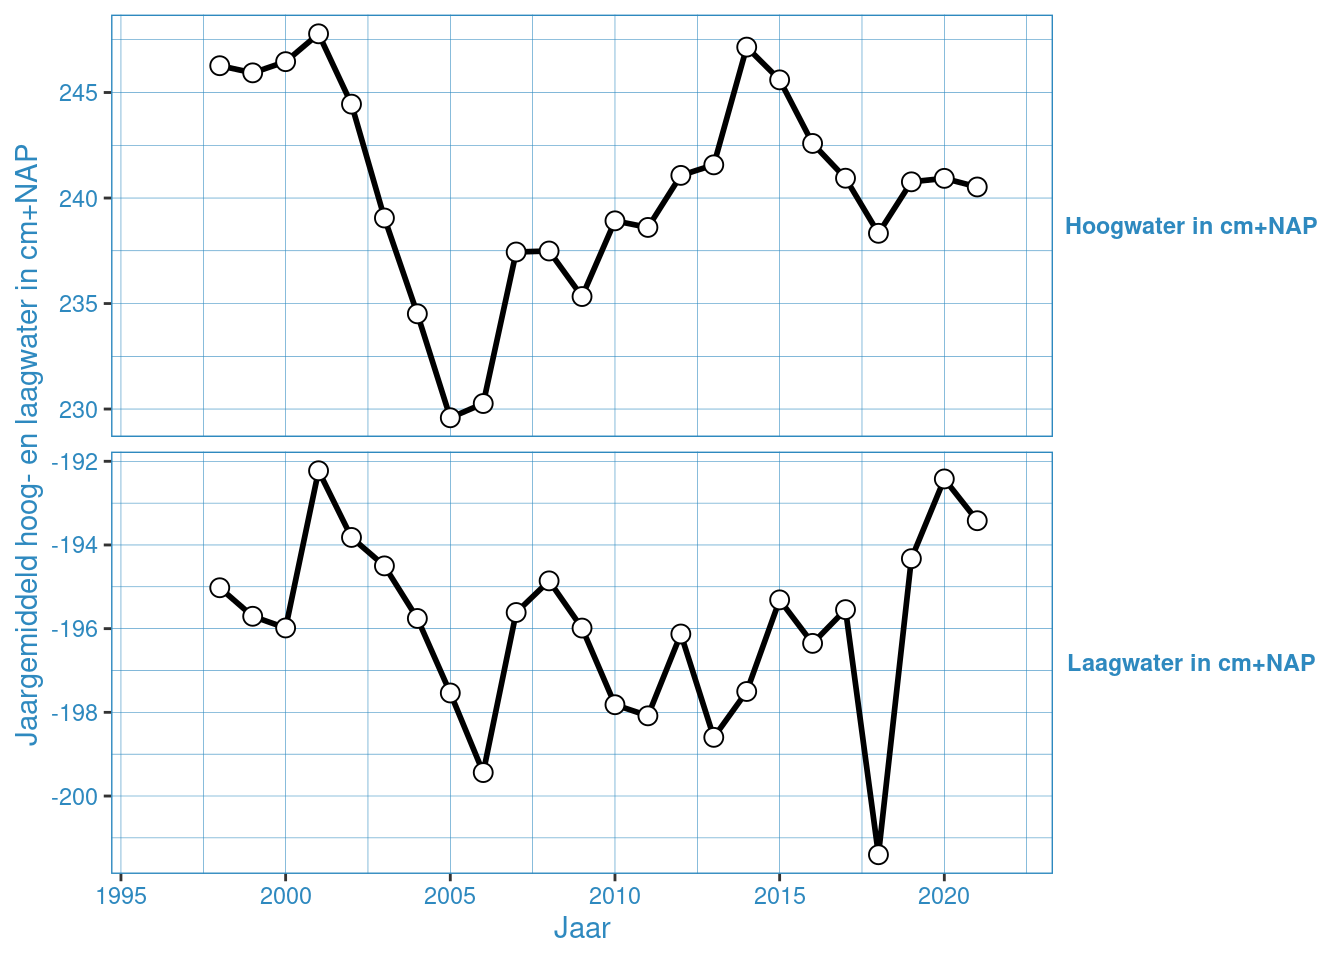 Jaargemiddeld hoog- en laagwater in cm+NAP
245
240
235
230
Hoogwater in cm+NAP
-192
-194
-196
-198
-200
Laagwater in cm+NAP
1995 2000 2005 2010 2015 2020
Jaar